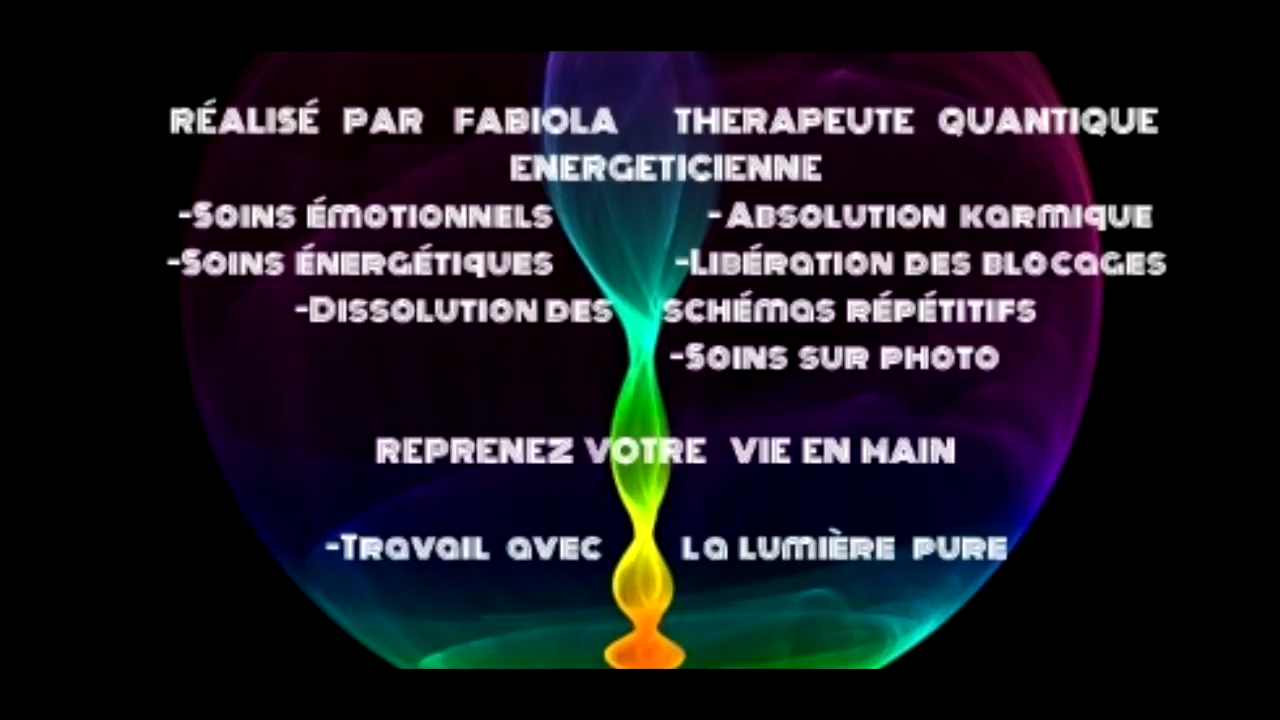 RÉALISÉ PAR FABIOLA THERAPEUTE QUANTIQUE
ENERGETICIENNE
-Soins émotionnels -Absolution karmique
-Soins énergétiques -Libération des blocages
-Dissolution des schémas répétitifs
-Soins sur photo
REPRENEZ VOTRE VIE EN MAIN
-Travail avec La lumière pure